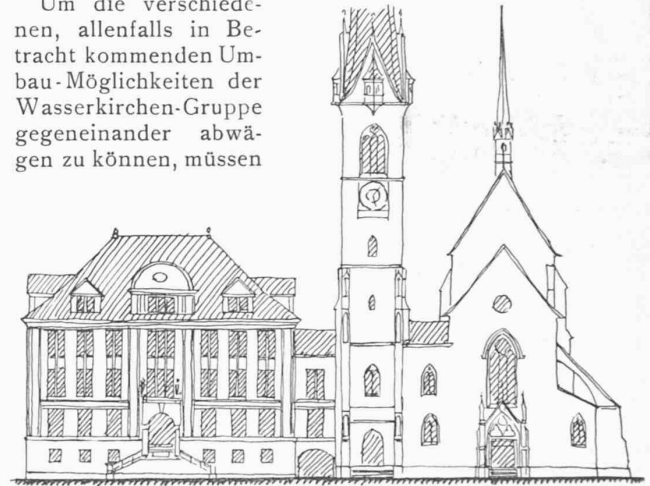 Um die verschiede-
nen, allenfalls in Be-
tracht kommenden Um-
bau-Möglichkeiten der
Wasserkirchen-Gruppe
gegeneinander abwä-
gen zu können, müssen